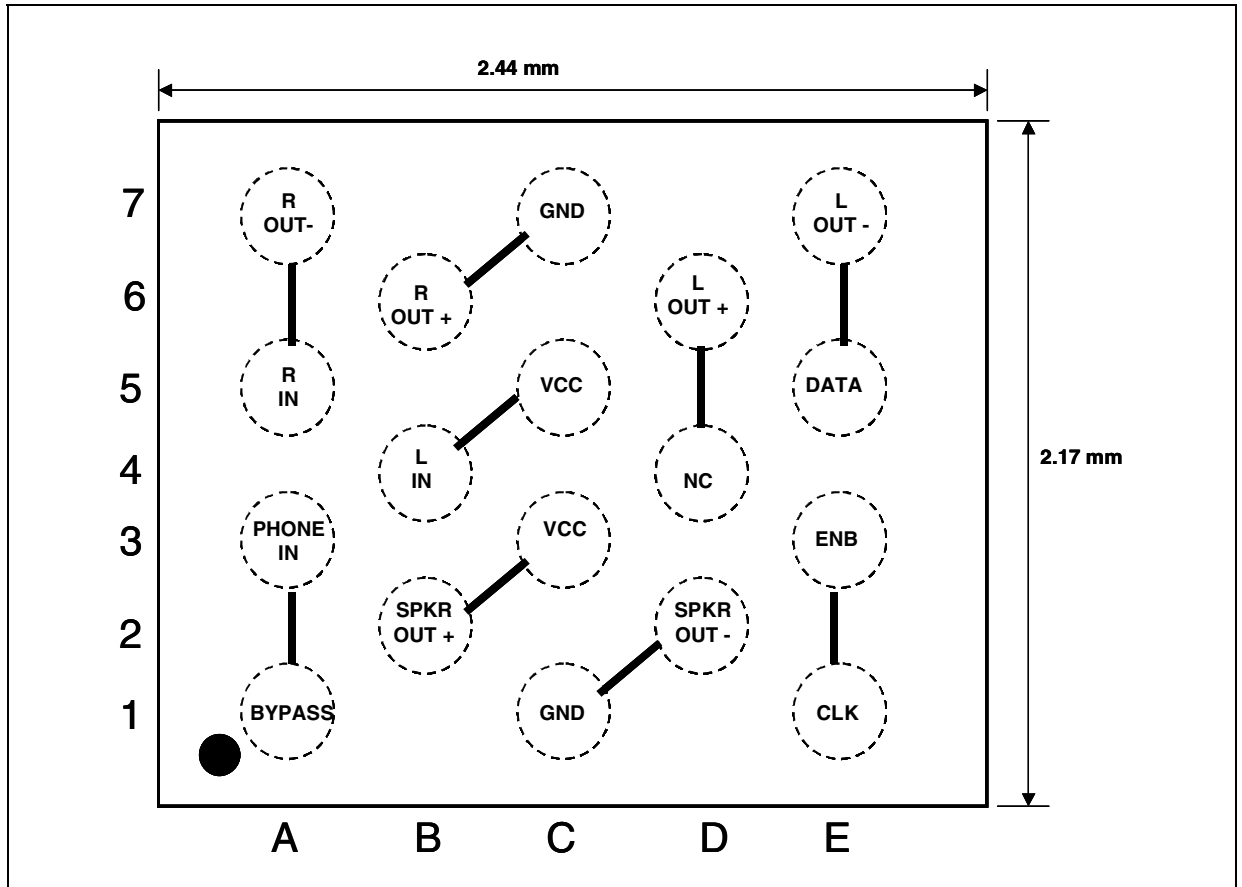 2.44 mm
7
R
OUT-
GND
L
OUT -
6
R
OUT +
L
OUT +
5
R
IN
VCC
DATA
2.17 mm
4
L
IN
NC
3
PHONE
IN
VCC
ENB
2
SPKR
OUT +
SPKR
OUT -
1
BYPASS
GND
CLK
A B C D E